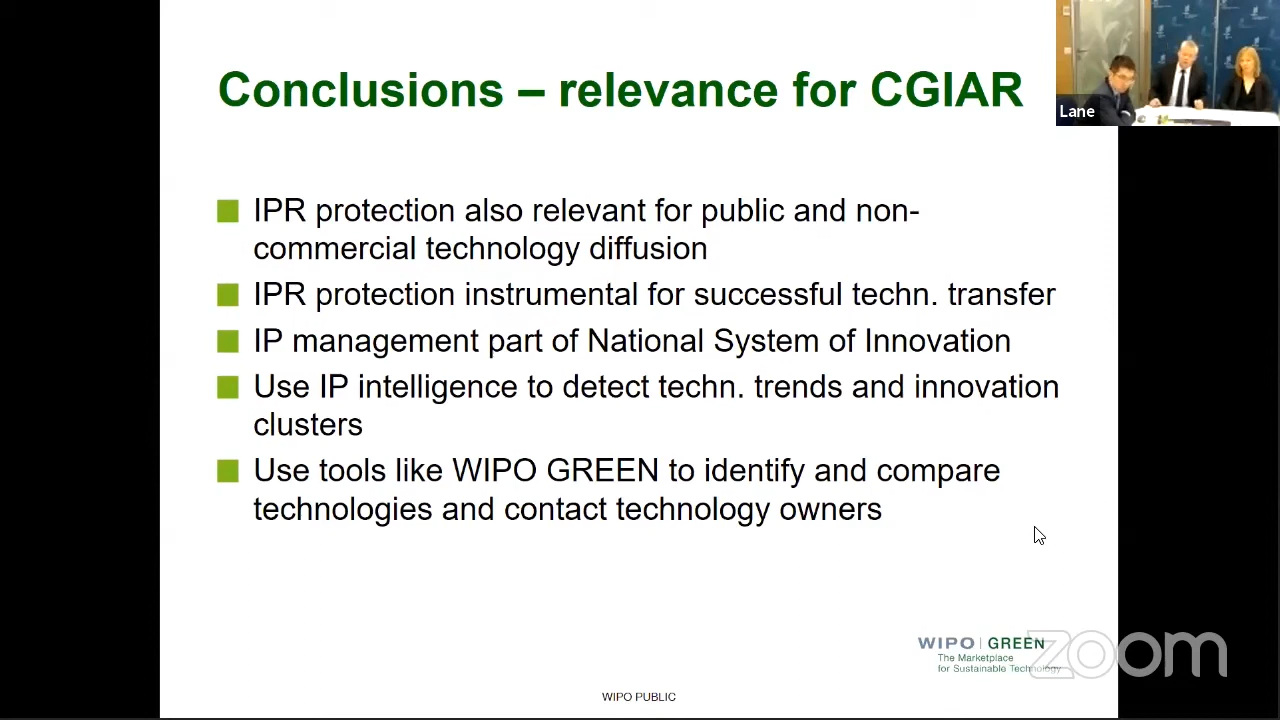 Conclusions – relevance for CGIAR
Lane
IPR protection also relevant for public and non-
commercial technology diffusion
IPR protection instrumental for successful techn. transfer
IP management part of National System of Innovation
Use IP intelligence to detect techn. trends and innovation
clusters
Use tools like WIPO GREEN to identify and compare
technologies and contact technology owners
WIPO | GREEN
The Marketplace
for Sustainable Technology
zoom
WIPO PUBLIC